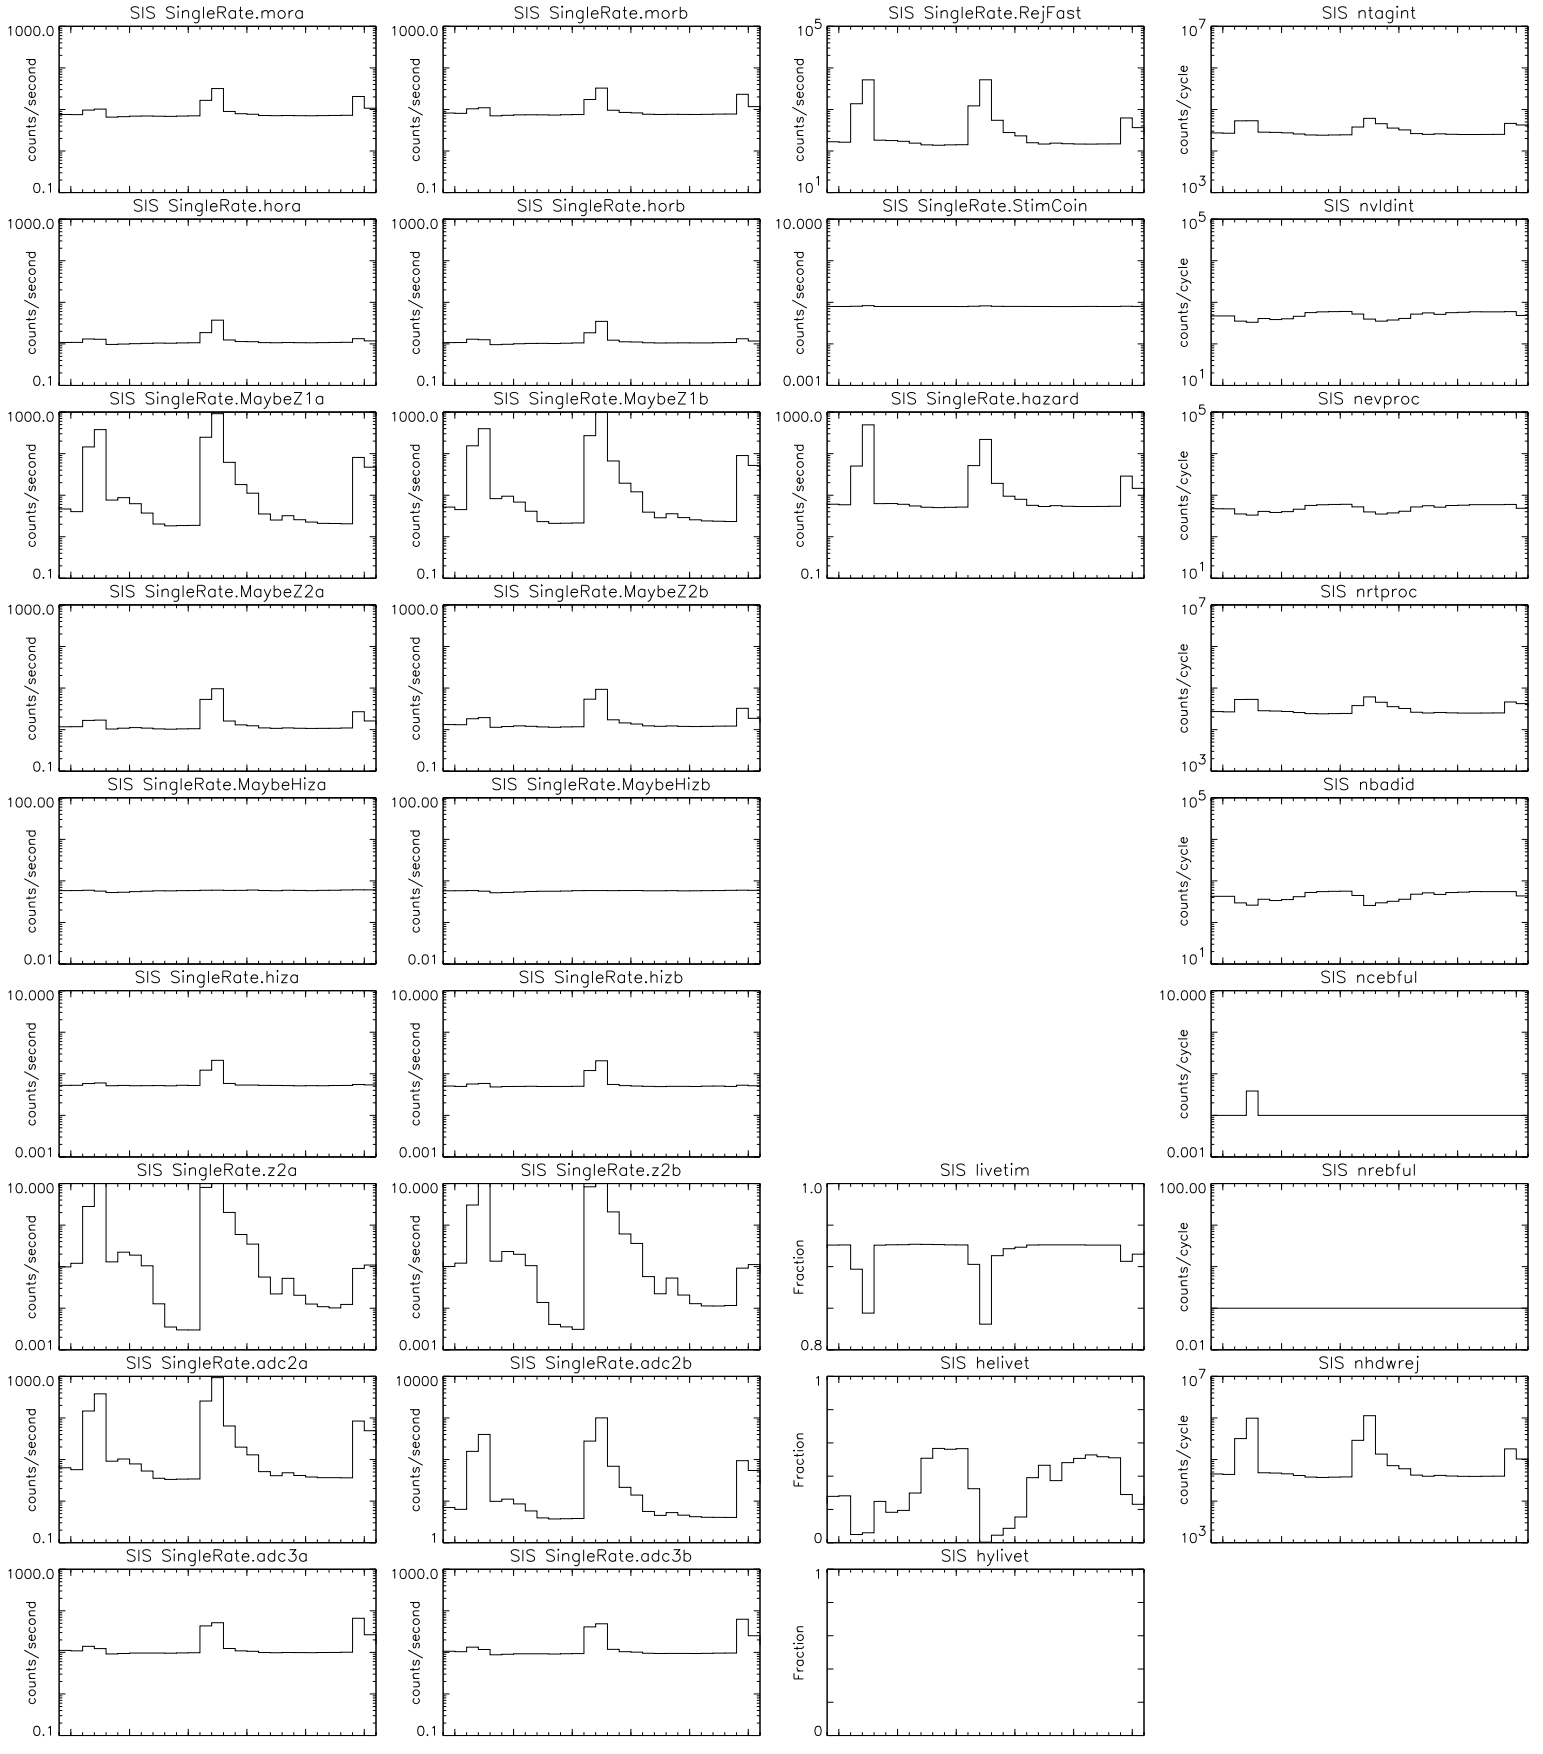 SIS SingleRate.mora
1000.0
counts/second
0.1
SIS SingleRate.morb
1000.0
counts/second
0.1
SIS SingleRate.RejFast
10^5
counts/second
10^1
SIS ntagint
10^7
counts/cycle
10^3
SIS SingleRate.hora
1000.0
counts/second
0.1
SIS SingleRate.horb
1000.0
counts/second
0.1
SIS SingleRate.StimCoin
10.000
counts/second
0.001
SIS nvldint
10^5
counts/cycle
10^1
SIS SingleRate.MaybeZ1a
1000.0
counts/second
0.1
SIS SingleRate.MaybeZ1b
1000.0
counts/second
0.1
SIS SingleRate.hazard
1000.0
counts/second
0.1
SIS nevproc
10^5
counts/cycle
10^1
SIS SingleRate.MaybeZ2a
1000.0
counts/second
0.1
SIS SingleRate.MaybeZ2b
1000.0
counts/second
0.1
SIS nrtproc
10^7
counts/cycle
10^3
SIS SingleRate.MaybeHiza
100.00
counts/second
0.01
SIS SingleRate.MaybeHizb
100.00
counts/second
0.01
SIS nbadid
10^5
counts/cycle
10^1
SIS SingleRate.hiza
10.000
counts/second
0.001
SIS SingleRate.hizb
10.000
counts/second
0.001
SIS ncebful
10.000
counts/cycle
0.001
SIS SingleRate.z2a
10.000
counts/second
0.001
SIS SingleRate.z2b
10.000
counts/second
0.001
SIS livetim
1.0
Fraction
0.8
SIS nrebful
100.00
counts/cycle
0.01
SIS SingleRate.adc2a
1000.0
counts/second
0.1
SIS SingleRate.adc2b
10000
counts/second
1
SIS helivet
1
Fraction
0
SIS nhdwrej
10^7
counts/cycle
10^3
SIS SingleRate.adc3a
1000.0
counts/second
0.1
SIS SingleRate.adc3b
1000.0
counts/second
0.1
SIS hylivet
1
Fraction
0